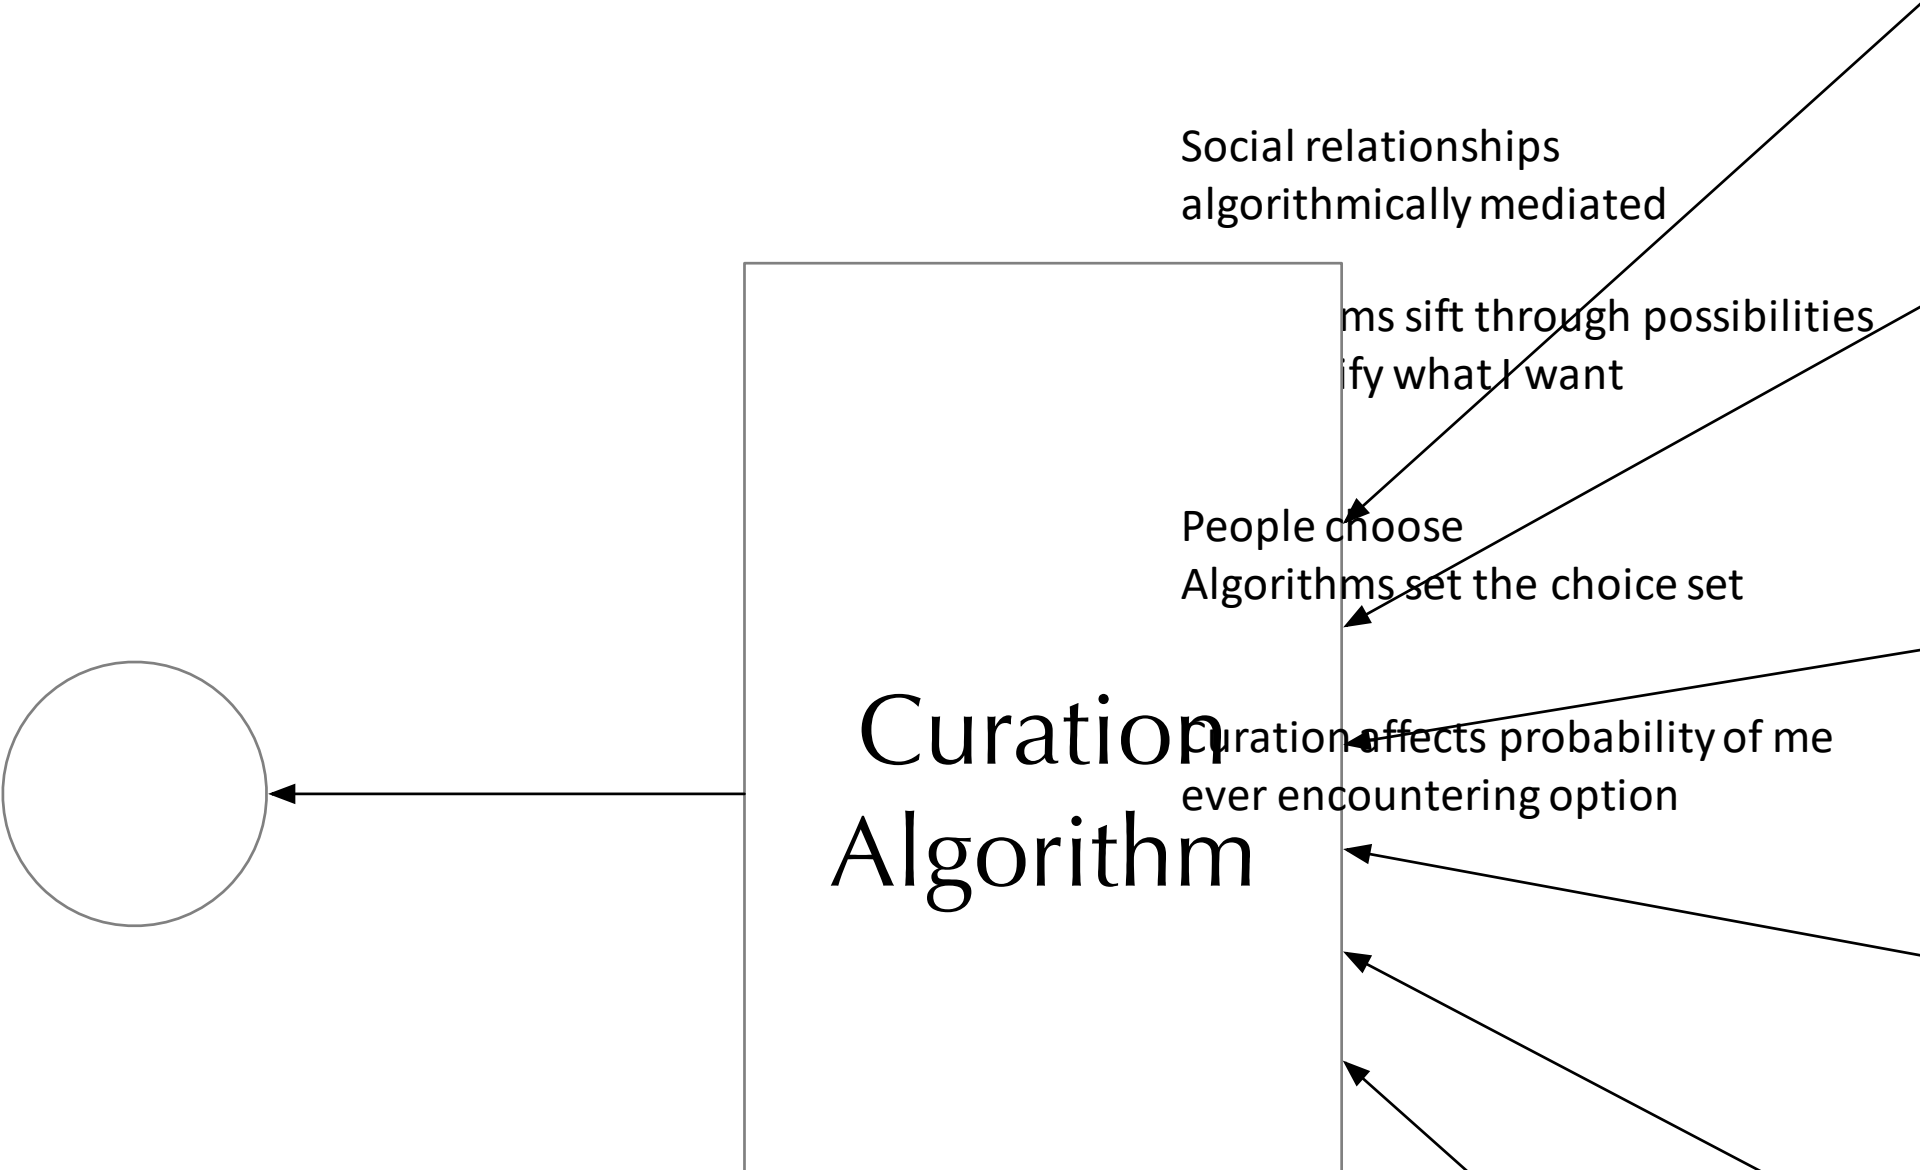 Social relationships
algorithmically mediated
ms sift through possibilities
ify what I want
People choose
Algorithms set the choice set
Curation
Algorithm
Curation affects probability of me
ever encountering option